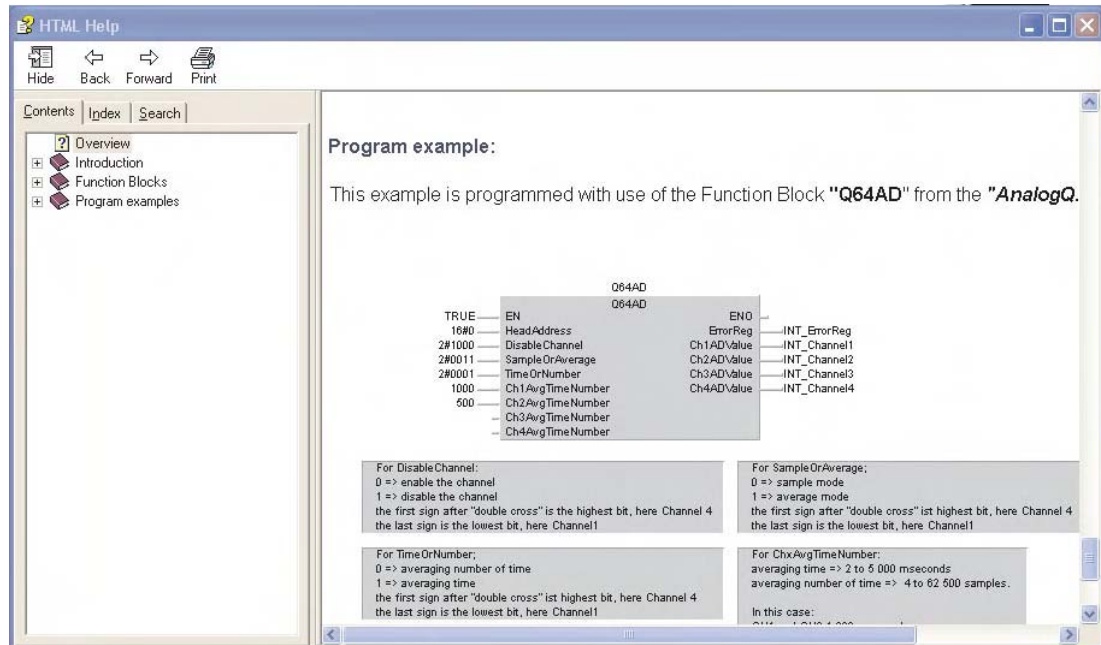 HTML Help
Hide Back Forward Print
Contents Index Search
Overview
Introduction
Function Blocks
Program examples
Program example:
This example is programmed with use of the Function Block "Q64AD" from the "AnalogQ.
Q64AD
Q64AD
TRUE EN ENO
16#0 HeadAddress ErrorReg INT_ErrorReg
2#1000 DisableChannel Ch1ADValue INT_Channel1
2#0011 SampleOrAverage Ch2ADValue INT_Channel2
2#0001 TimeOrNumber Ch3ADValue INT_Channel3
1000 Ch1AvgTimeNumber Ch4ADValue INT_Channel4
500 Ch2AvgTimeNumber
Ch3AvgTimeNumber
Ch4AvgTimeNumber
For DisableChannel:
0 => enable the channel
1 => disable the channel
the first sign after "double cross" is the highest bit, here Channel 4
the last sign is the lowest bit, here Channel1
For SampleOrAverage;
0 => sample mode
1 => average mode
the first sign after "double cross" ist highest bit, here Channel 4
the last sign is the lowest bit, here Channel1
For TimeOrNumber;
0 => averaging number of time
1 => averaging time
the first sign after "double cross" ist highest bit, here Channel 4
the last sign is the lowest bit, here Channel1
For ChxAvgTimeNumber:
averaging time => 2 to 5 000 mseconds
averaging number of time => 4 to 62 500 samples.
In this case: